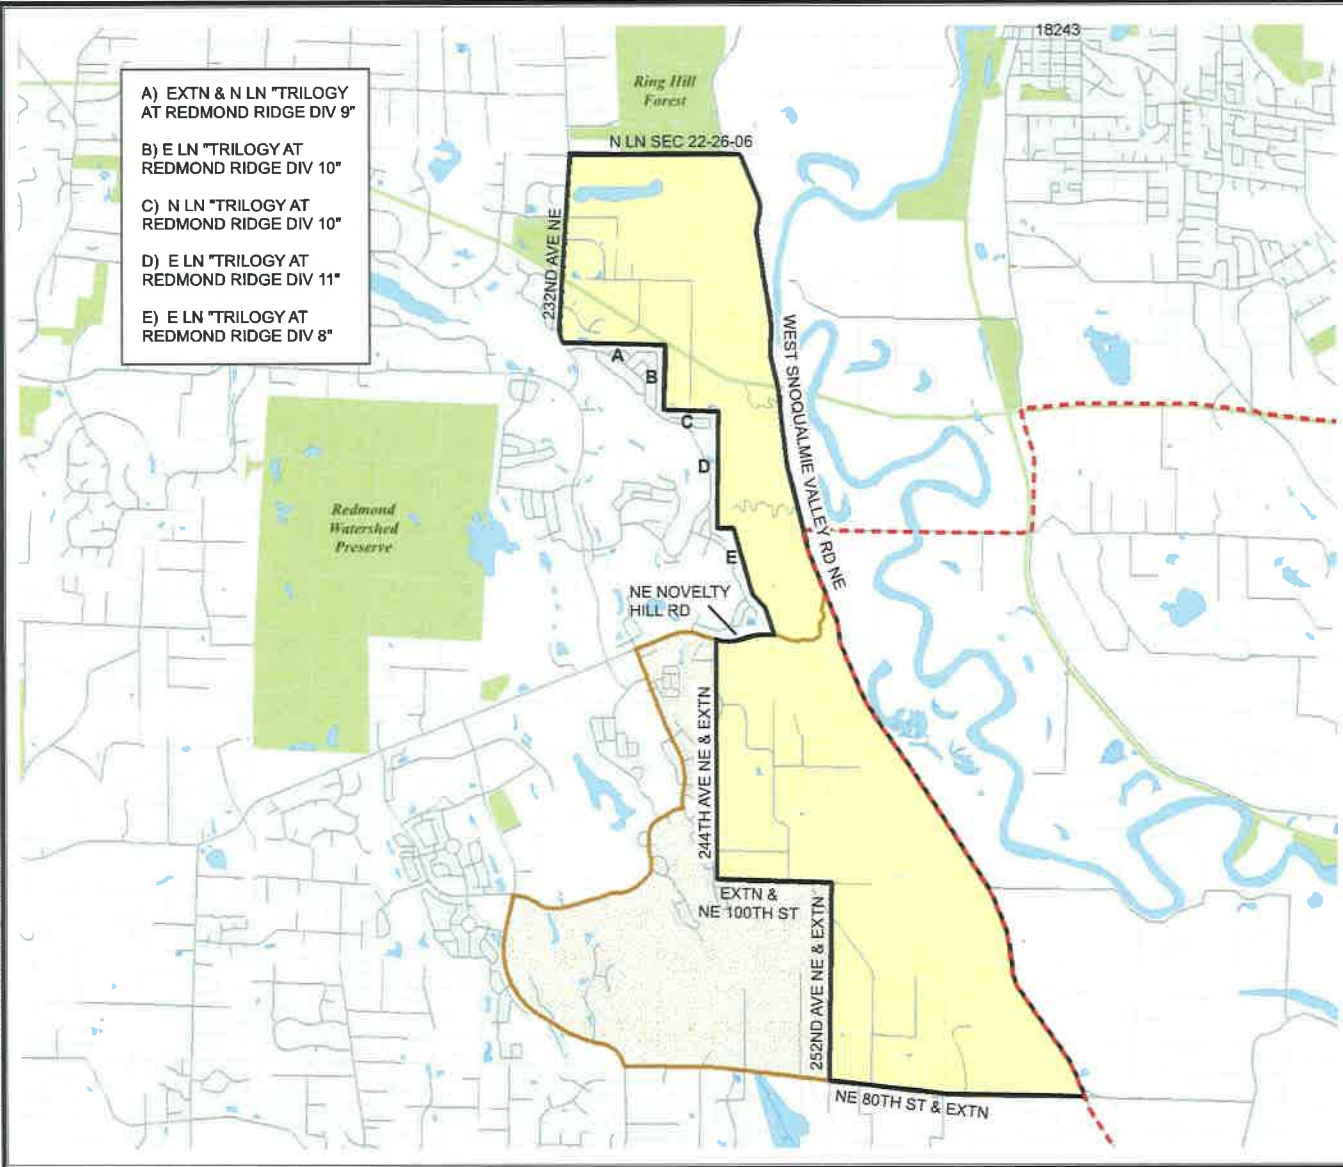 18243
A) EXTN & N LN "TRILOGY
AT REDMOND RIDGE DIV 9"
B) E LN "TRILOGY AT
REDMOND RIDGE DIV 10"
C) N LN "TRILOGY AT
REDMOND RIDGE DIV 10"
D) E LN "TRILOGY AT
REDMOND RIDGE DIV 11"
E) E LN "TRILOGY AT
REDMOND RIDGE DIV 8"
Ring Hill
Forest
N LN SEC 22-26-06
232ND AVE NE
WEST SNOQUALMIE VALLEY RD NE
A
B
C
D
E
Redmond
Watershed
Preserve
NE NOVELTY
HILL RD
244TH AVE NE & EXTN
EXTN &
NE 100TH ST
252ND AVE NE & EXTN
NE 80TH ST & EXTN